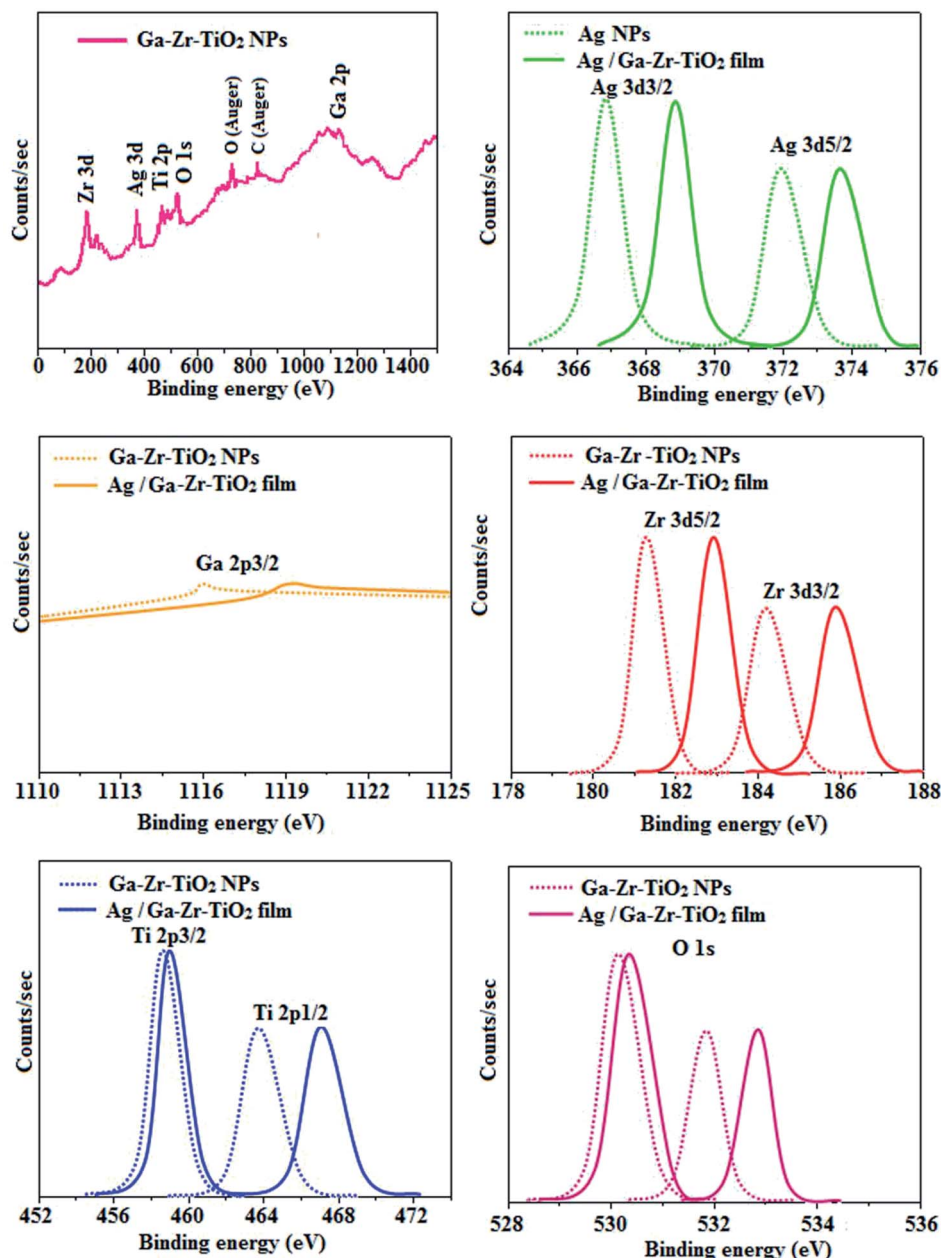 Ga-Zr-TiO₂ NPs
Zr 3d
Ag 3d
Ti 2p
O 1s
O (Auger)
C (Auger)
Ga 2p
Counts/sec
0 200 400 600 800 1000 1200 1400
Binding energy (eV)
Ag NPs
Ag / Ga-Zr-TiO₂ film
Ag 3d3/2
Ag 3d5/2
Counts/sec
364 366 368 370 372 374 376
Binding energy (eV)
Ga-Zr-TiO₂ NPs
Ag / Ga-Zr-TiO₂ film
Ga 2p3/2
Counts/sec
1110 1113 1116 1119 1122 1125
Binding energy (eV)
Ga-Zr-TiO₂ NPs
Ag / Ga-Zr-TiO₂ film
Zr 3d5/2
Zr 3d3/2
Counts/sec
178 180 182 184 186 188
Binding energy (eV)
Ga-Zr-TiO₂ NPs
Ag / Ga-Zr-TiO₂ film
Ti 2p3/2
Ti 2p1/2
Counts/sec
452 456 460 464 468 472
Binding energy (eV)
Ga-Zr-TiO₂ NPs
Ag / Ga-Zr-TiO₂ film
O 1s
Counts/sec
528 530 532 534 536
Binding energy (eV)